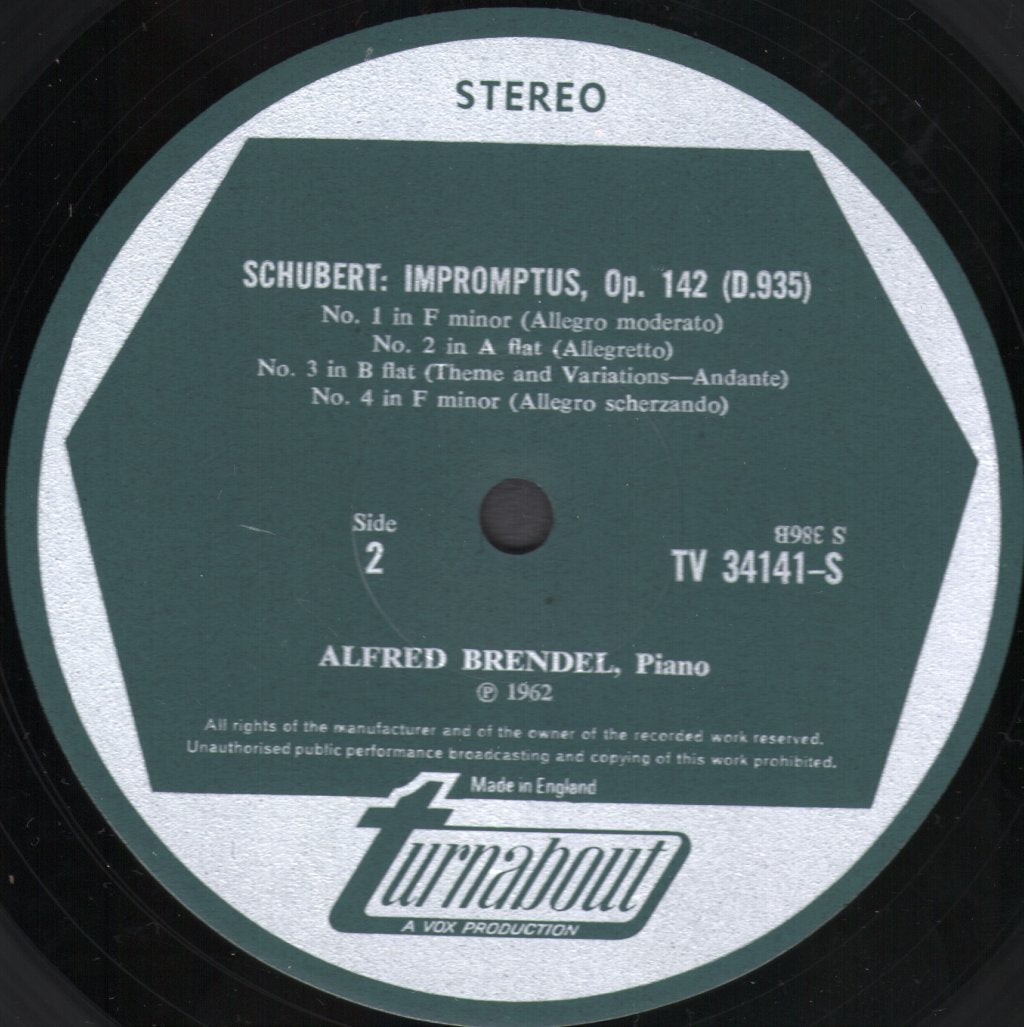 STEREO
SCHUBERT: IMPROMPTUS, Op. 142 (D.935)
No. 1 in F minor (Allegro moderato)
No. 2 in A flat (Allegretto)
No. 3 in B flat (Theme and Variations—Andante)
No. 4 in F minor (Allegro scherzando)
Side
2
S 386B
TV 34141-S
ALFRED BRENDEL, Piano
℗ 1962
All rights of the manufacturer and of the owner of the recorded work reserved.
Unauthorised public performance broadcasting and copying of this work prohibited.
Made in England
turnabout
A VOX PRODUCTION